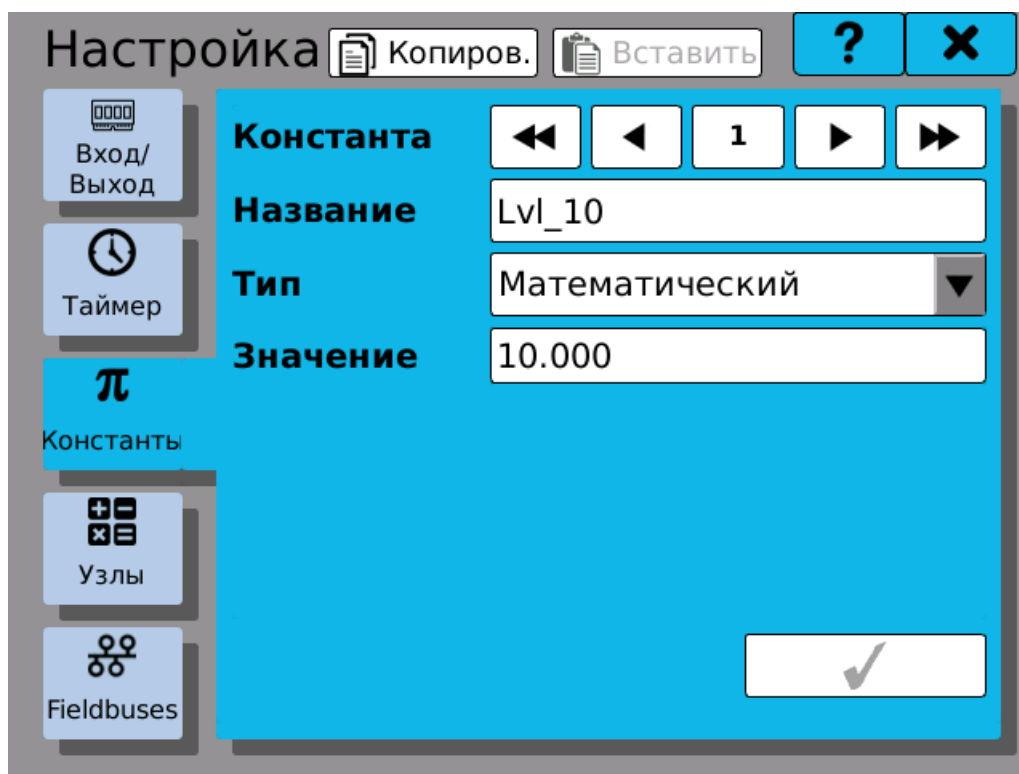 Настройка Копиров. Вставить ?
Вход/
Выход
Таймер
π
Константы
Узлы
Fieldbuses
Константа 1
Название Lvl_10
Тип Математический
Значение 10.000